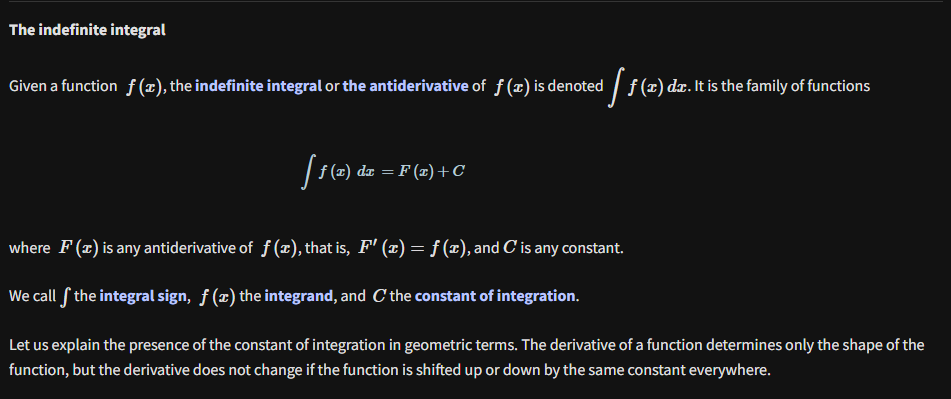 The indefinite integral
Given a function f(x), the indefinite integral or the antiderivative of f(x) is denoted ∫ f(x) dx. It is the family of functions
∫ f(x) dx = F(x) + C
where F(x) is any antiderivative of f(x), that is, F′(x) = f(x), and C is any constant.
We call ∫ the integral sign, f(x) the integrand, and C the constant of integration.
Let us explain the presence of the constant of integration in geometric terms. The derivative of a function determines only the shape of the
function, but the derivative does not change if the function is shifted up or down by the same constant everywhere.